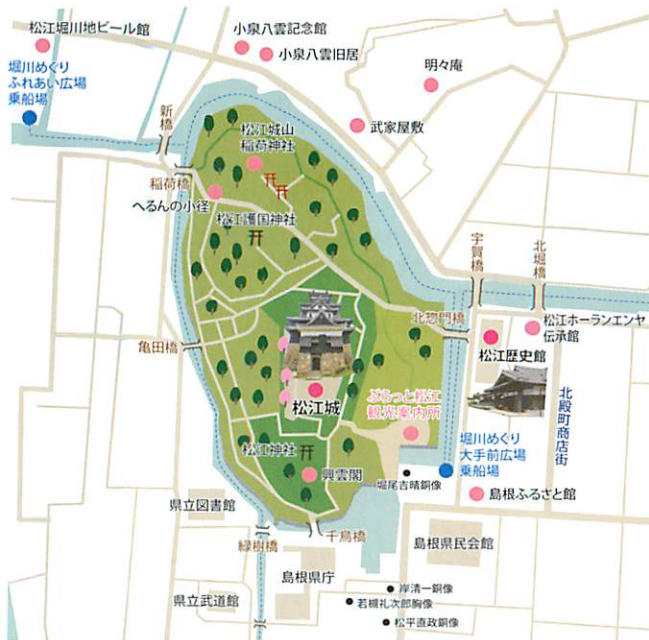 松江堀川地ビール館
小泉八雲記念館
小泉八雲旧居
明々庵
堀川めぐり
ふれあい広場
乗船場
新橋
武家屋敷
松江城山
稲荷神社
稲荷橋
へるんの小径
松江護国神社
宇賀橋
北堀橋
北惣門橋
松江ホーランエンヤ
伝承館
松江歴史館
亀田橋
松江城
ぷらっと松江
観光案内所
北殿町商店街
松江神社
興雲閣
堀川めぐり
大手前広場
乗船場
堀尾吉晴銅像
島根ふるさと館
県立図書館
緑樹橋
千鳥橋
島根県民会館
島根県庁
岸清一銅像
県立武道館
若槻礼次郎胸像
松平直政銅像